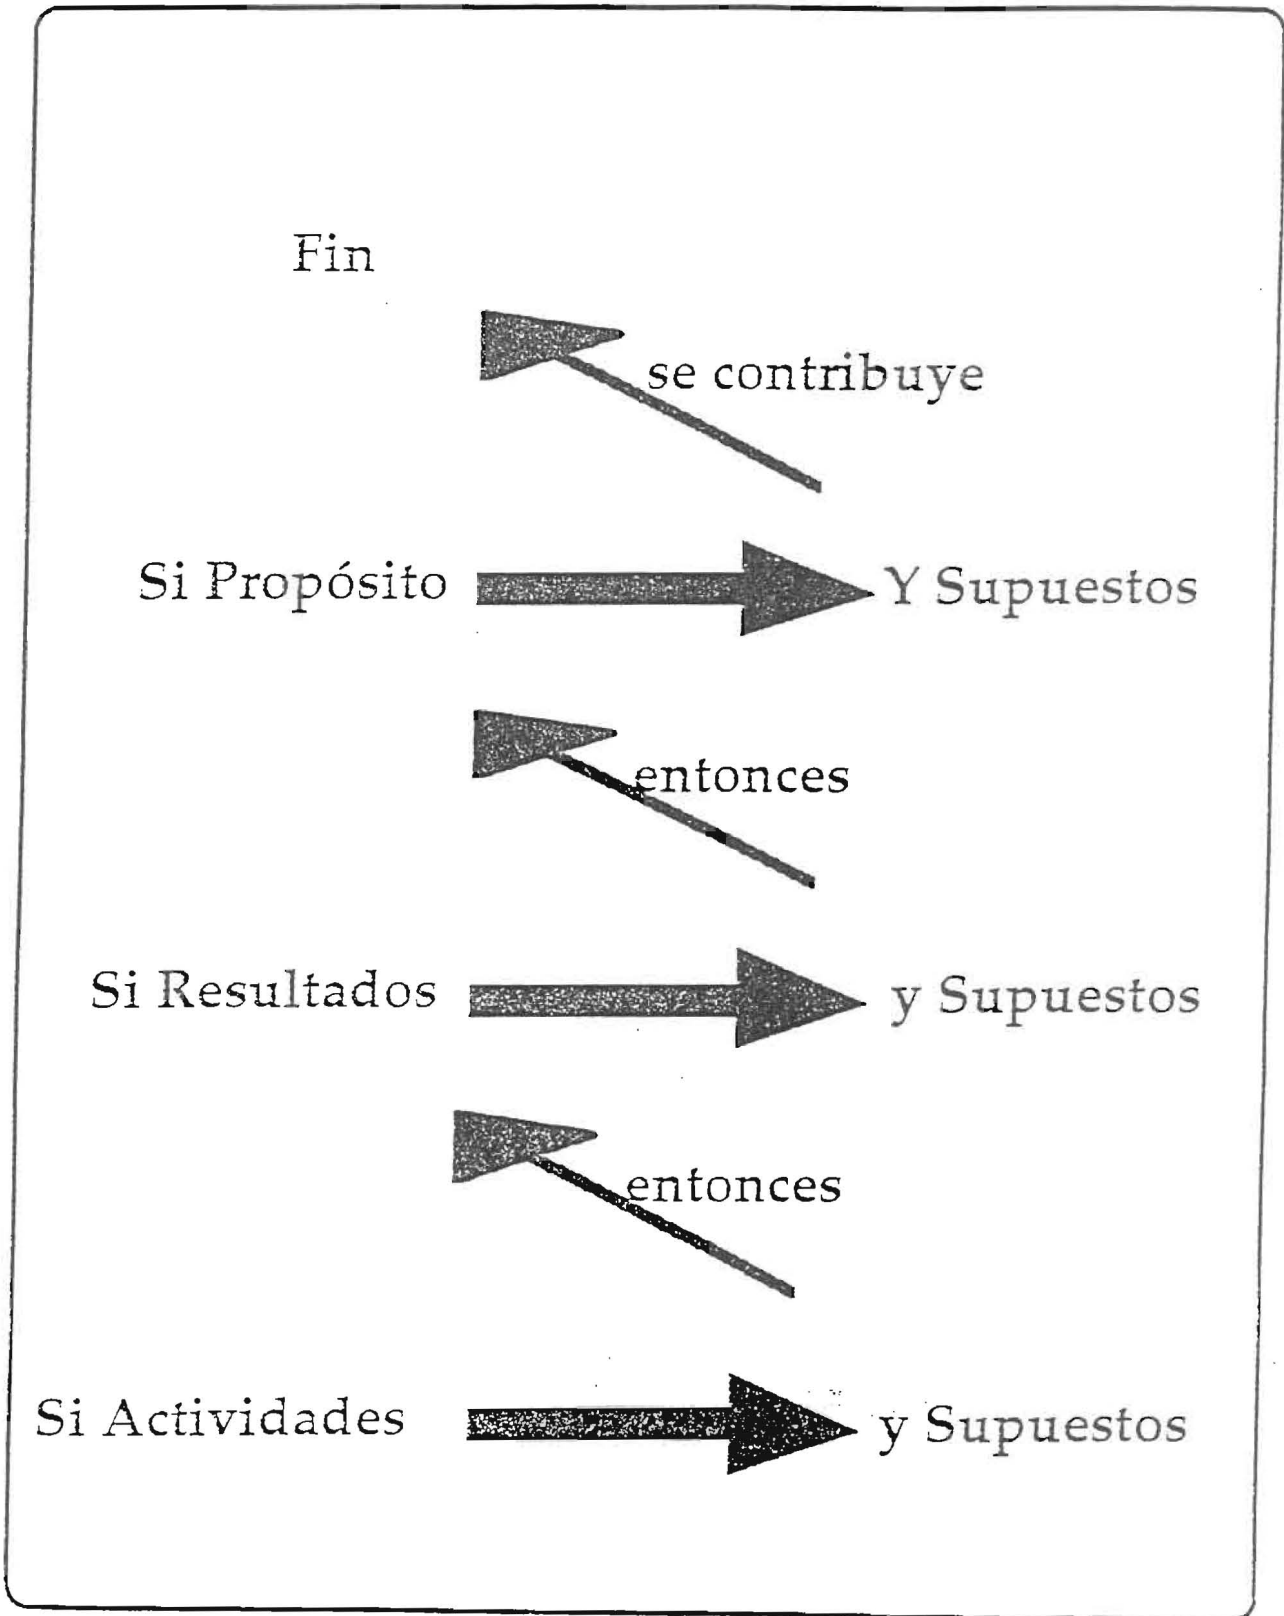 Fin
se contribuye
Si Propósito Y Supuestos
entonces
Si Resultados y Supuestos
entonces
Si Actividades y Supuestos